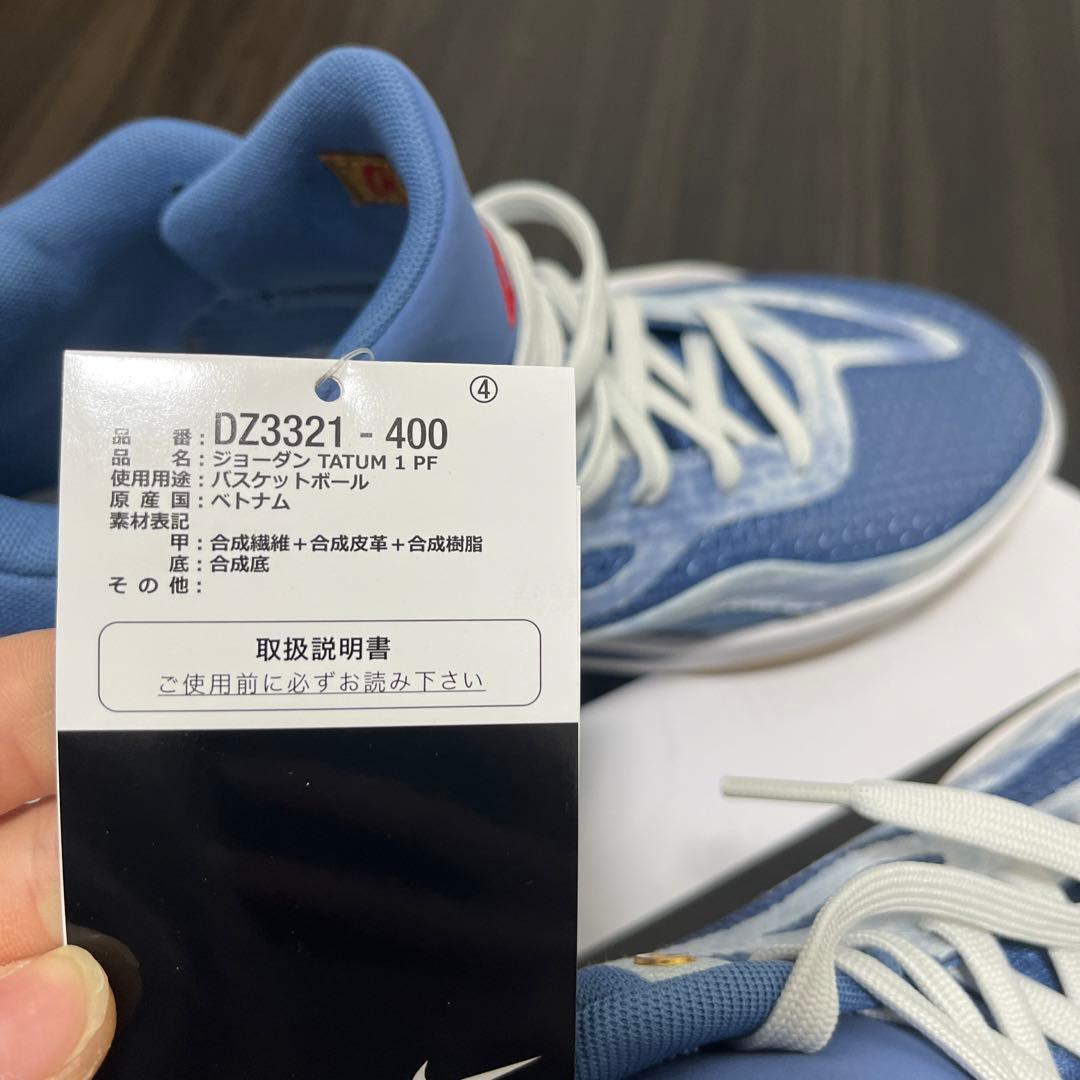 ④
品 番：DZ3321 - 400
品 名：ジョーダン TATUM 1 PF
使用用途：バスケットボール
原 産 国：ベトナム
素材表記
甲：合成繊維＋合成皮革＋合成樹脂
底：合成底
そ の 他：
取扱説明書
ご使用前に必ずお読み下さい